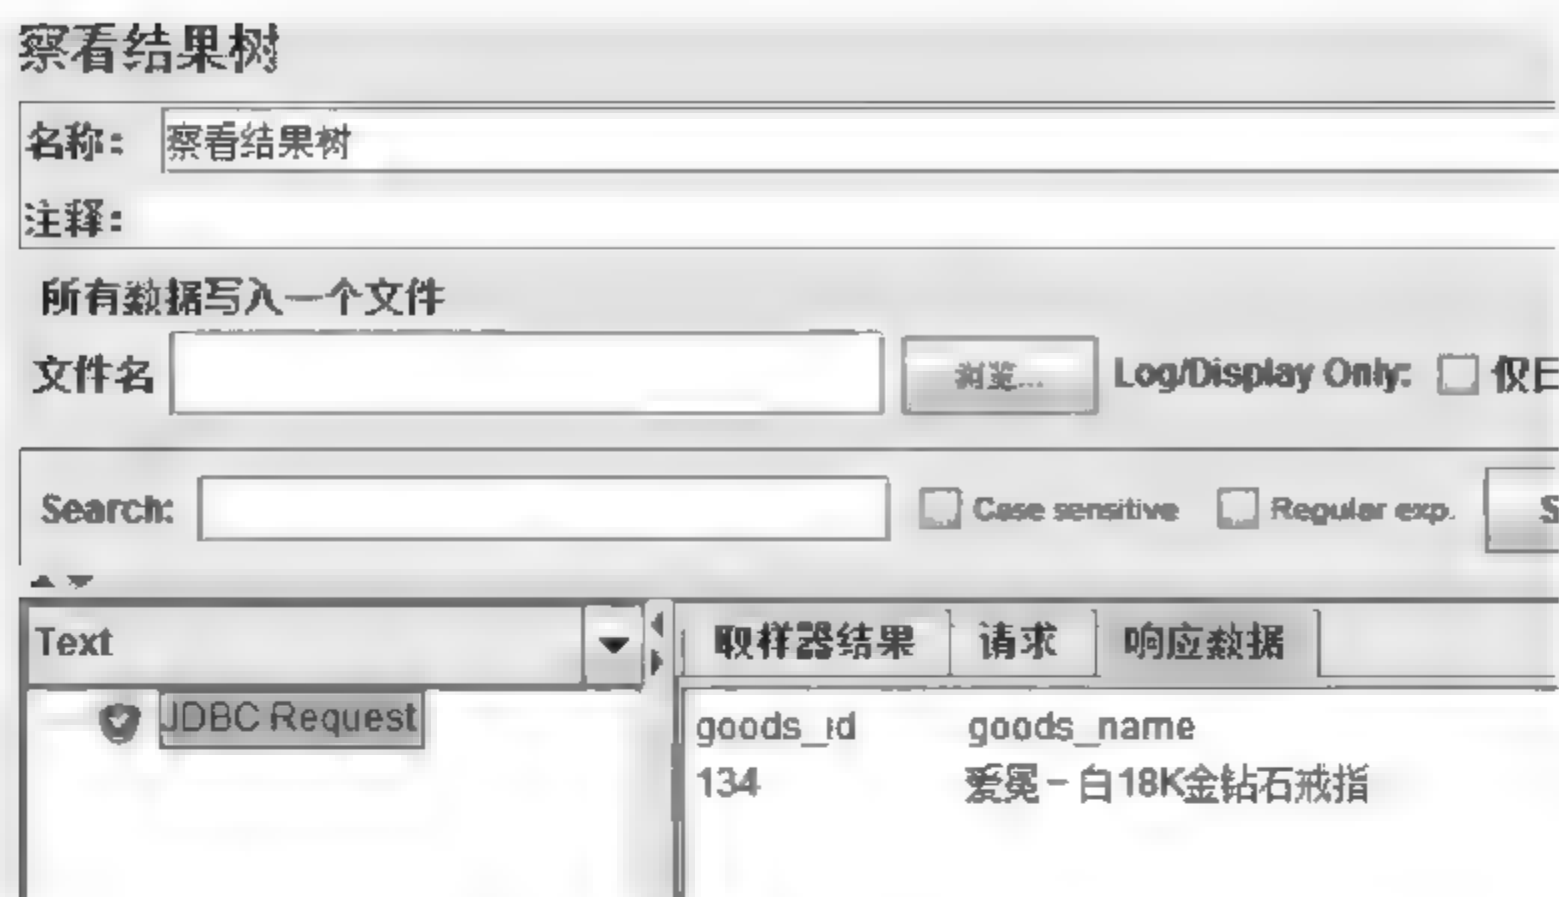 察看结果树
名称： 察看结果树
注释：
所有数据写入一个文件
文件名 浏览... Log/Display Only: 仅日
Search: Case sensitive Regular exp. S
Text 取样器结果 请求 响应数据
JDBC Request
goods_id goods_name
134 爱冕－白18K金钻石戒指